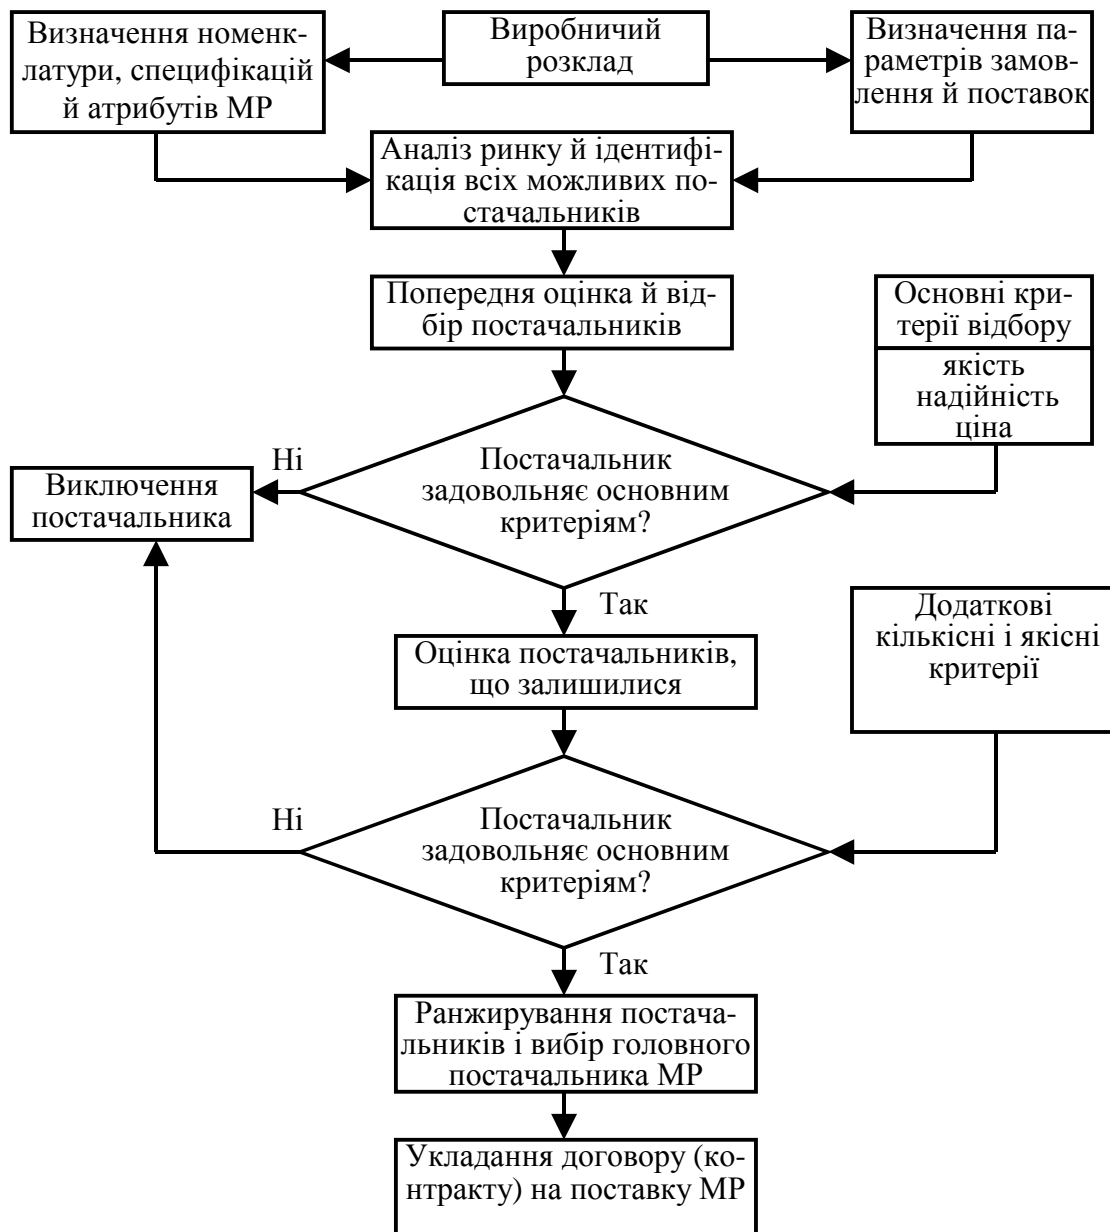 Визначення номенк-
латури, специфікацій
й атрибутів МР
Виробничий
розклад
Визначення па-
раметрів замов-
лення й поставок
Аналіз ринку й ідентифі-
кація всіх можливих по-
стачальників
Попередня оцінка й від-
бір постачальників
Основні кри-
терії відбору
якість
надійність
ціна
Ні
Постачальник
задовольняє основним
критеріям?
Виключення
постачальника
Так
Оцінка постачальників,
що залишилися
Додаткові
кількісні і якісні
критерії
Ні
Постачальник
задовольняє основним
критеріям?
Так
Ранжирування постача-
льників і вибір головного
постачальника МР
Укладання договору (ко-
нтракту) на поставку МР